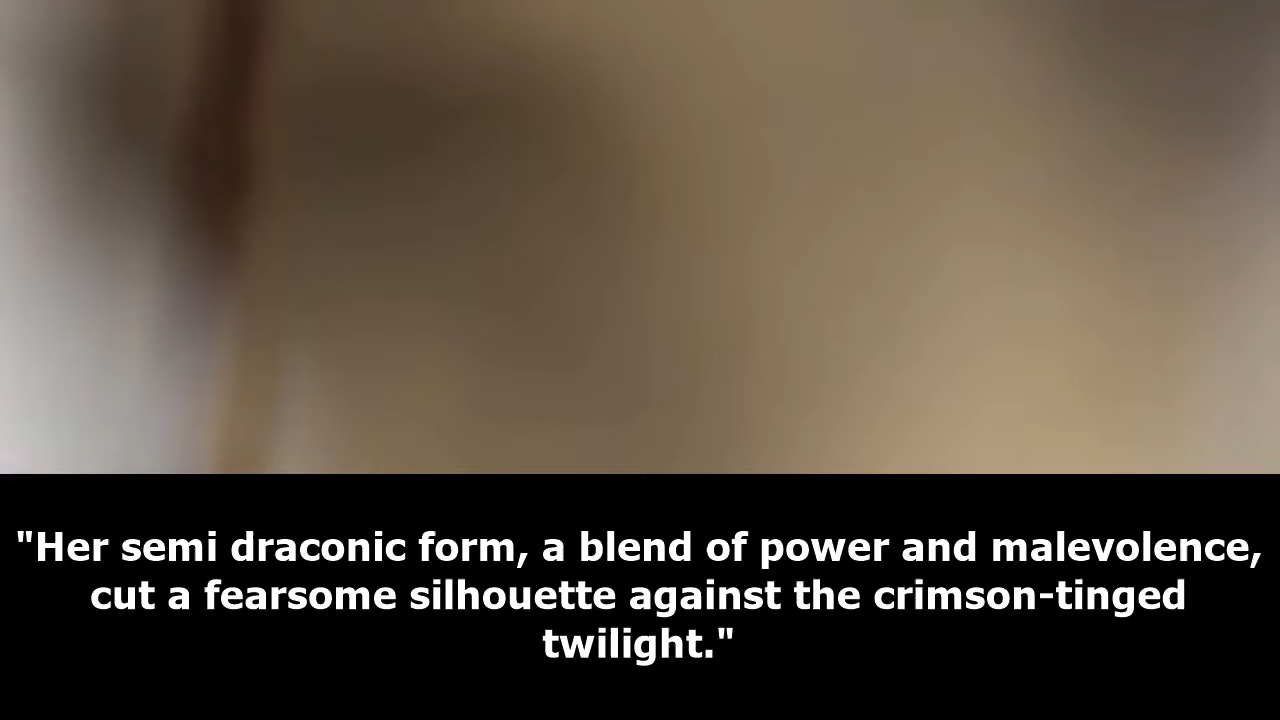 "Her semi draconic form, a blend of power and malevolence,
cut a fearsome silhouette against the crimson-tinged
twilight."